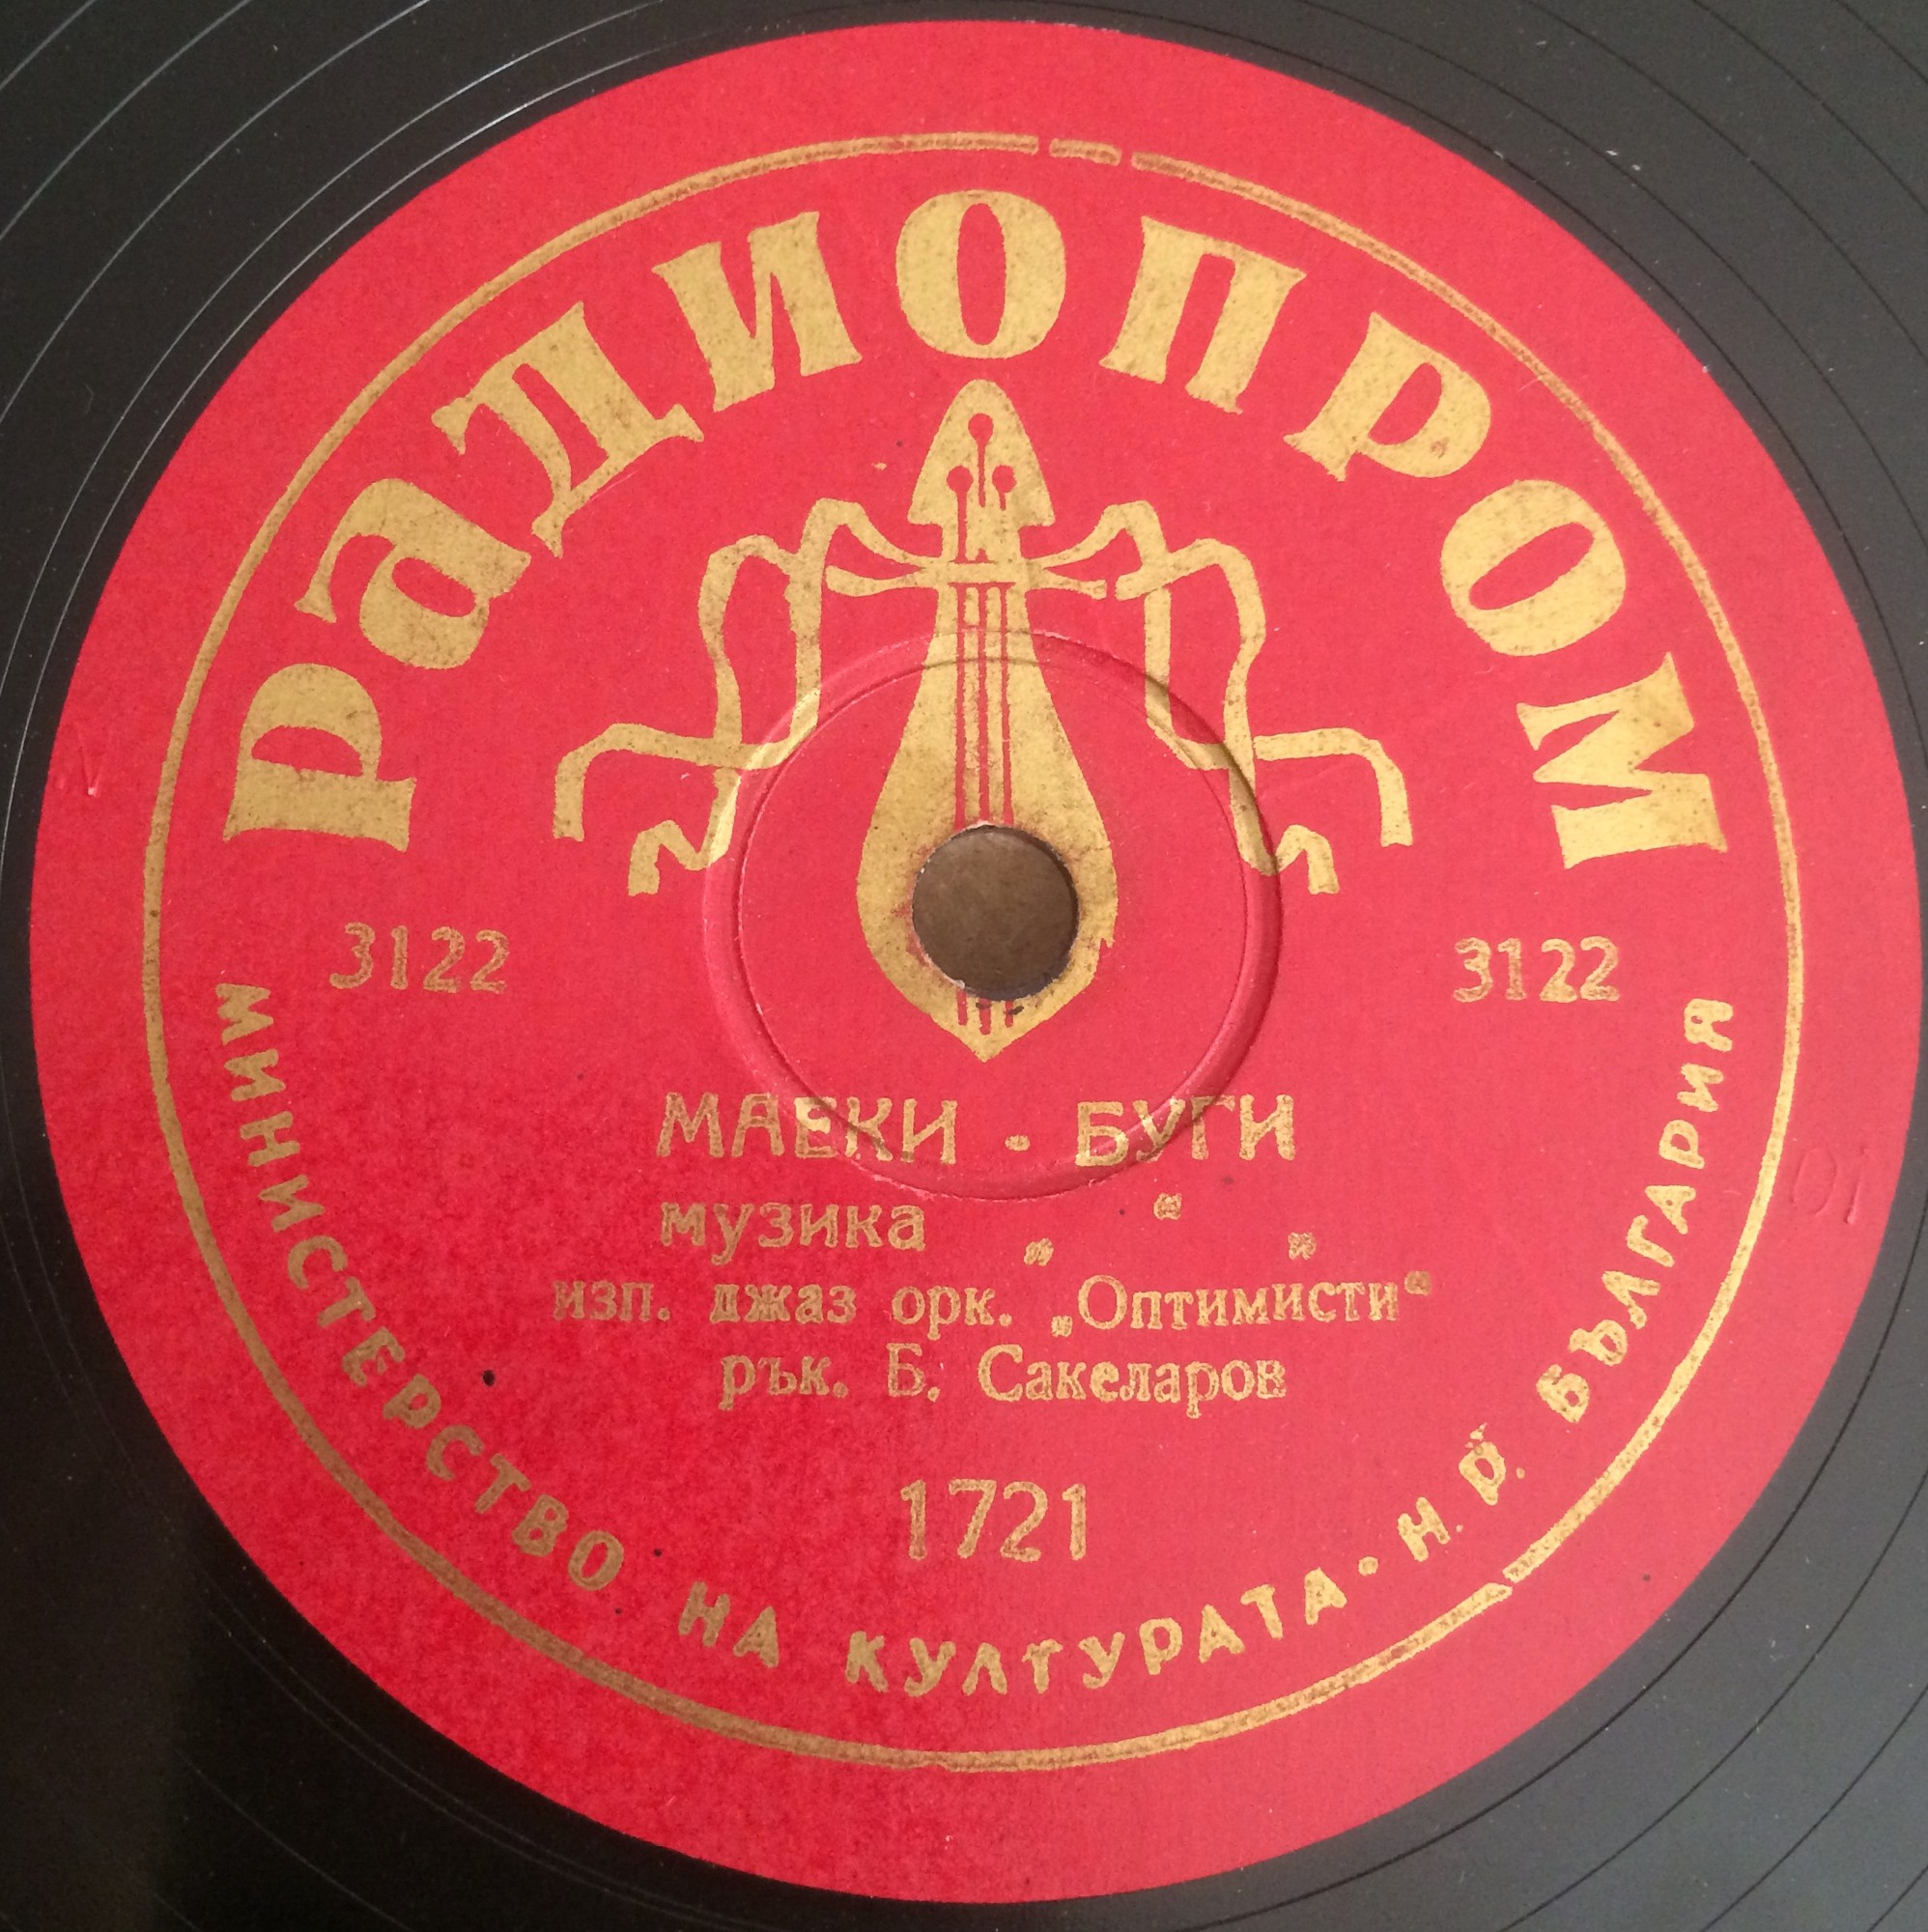 РАДИОПРОМ
3122 3122
МАЕКИ - БУГИ
музика „ “ „
изп. джаз орк. „Оптимисти“
рък. Б. Сакеларов
1721
МИНИСТЕРСТВО НА КУЛТУРАТА · Н.Р. БЪЛГАРИЯ